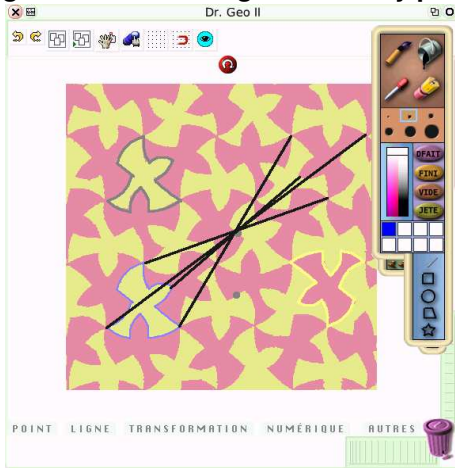 Dr. Geo II
DFAIT
FINI
VIDE
JETE
POINT LIGNE TRANSFORMATION NUMÉRIQUE AUTRES